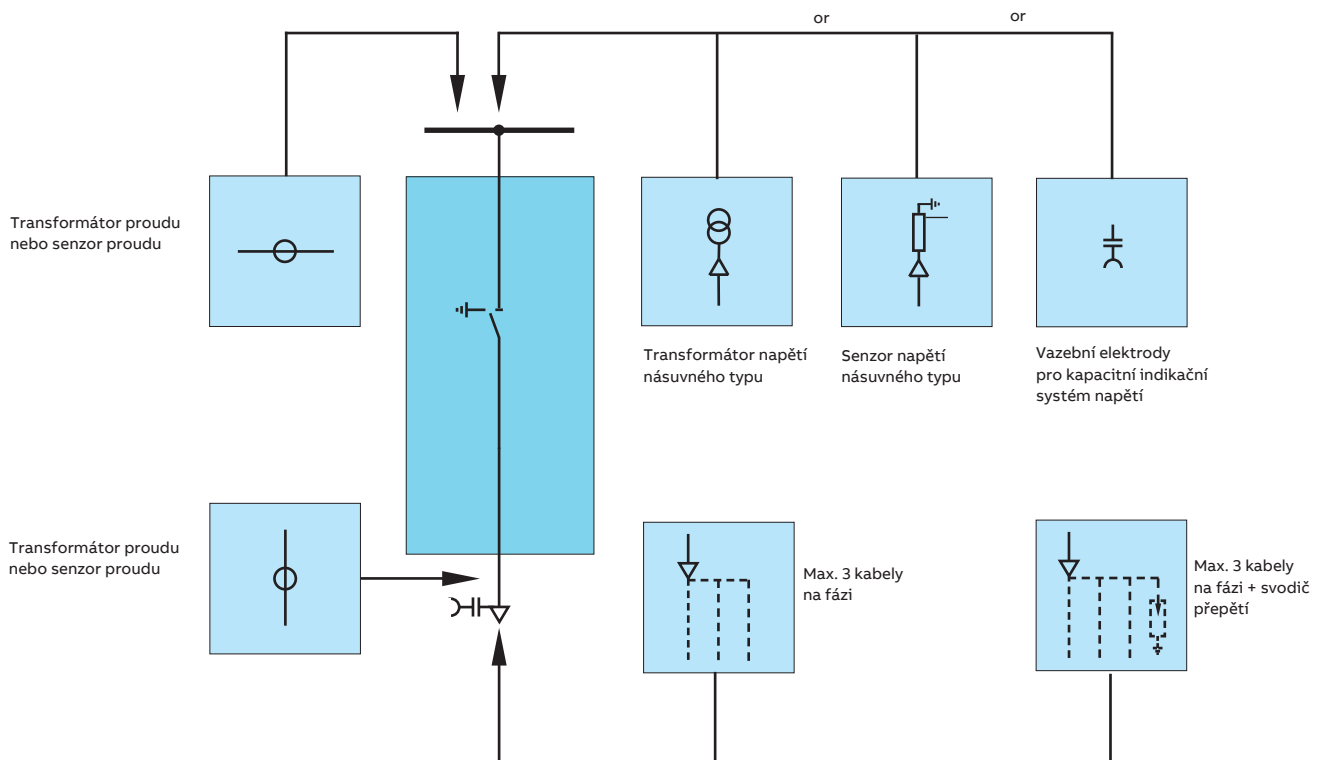 or
or
Transformátor proudu
nebo senzor proudu
Transformátor napětí
násuvného typu
Senzor napětí
násuvného typu
Vazební elektrody
pro kapacitní indikační
systém napětí
Transformátor proudu
nebo senzor proudu
Max. 3 kabely
na fázi
Max. 3 kabely
na fázi + svodič
přepětí